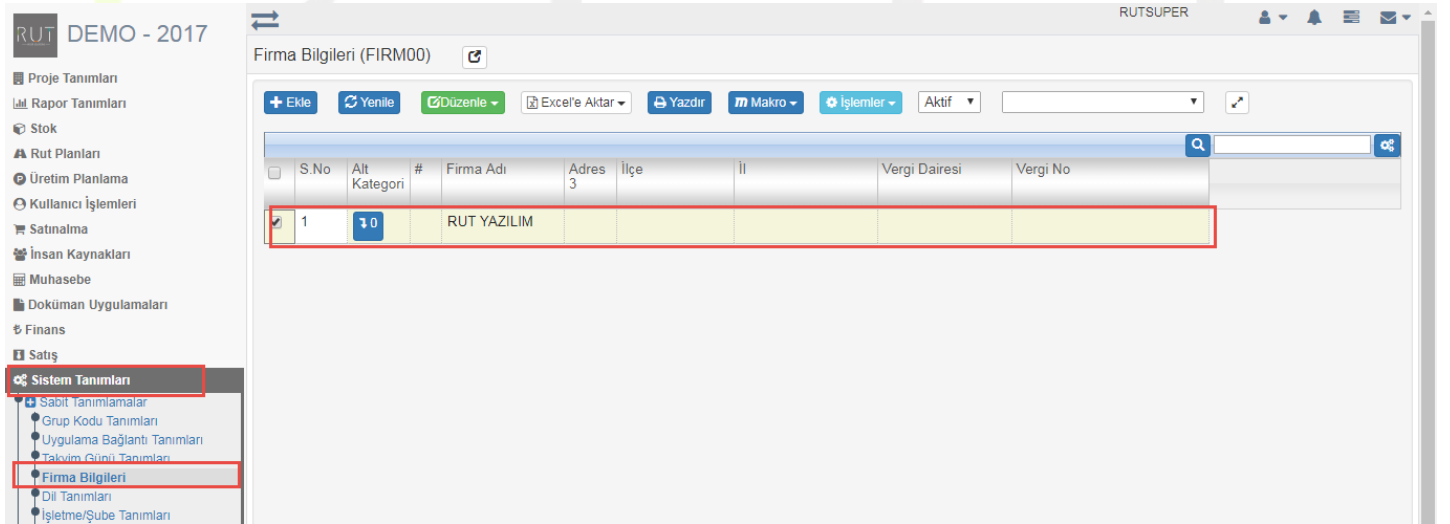 RUT DEMO - 2017
RUTSUPER
Firma Bilgileri (FIRM00)
Proje Tanımları
Rapor Tanımları
Stok
Rut Planları
Üretim Planlama
Kullanıcı İşlemleri
Satınalma
İnsan Kaynakları
Muhasebe
Doküman Uygulamaları
Finans
Satış
Sistem Tanımları
Sabit Tanımlamalar
Grup Kodu Tanımları
Uygulama Bağlantı Tanımları
Takvim Günü Tanımları
Firma Bilgileri
Dil Tanımları
İşletme/Şube Tanımları
Ekle Yenile Düzenle Excel'e Aktar Yazdır m Makro İşlemler Aktif
S.No Alt Kategori # Firma Adı Adres 3 İlçe İl Vergi Dairesi Vergi No
1 0 RUT YAZILIM